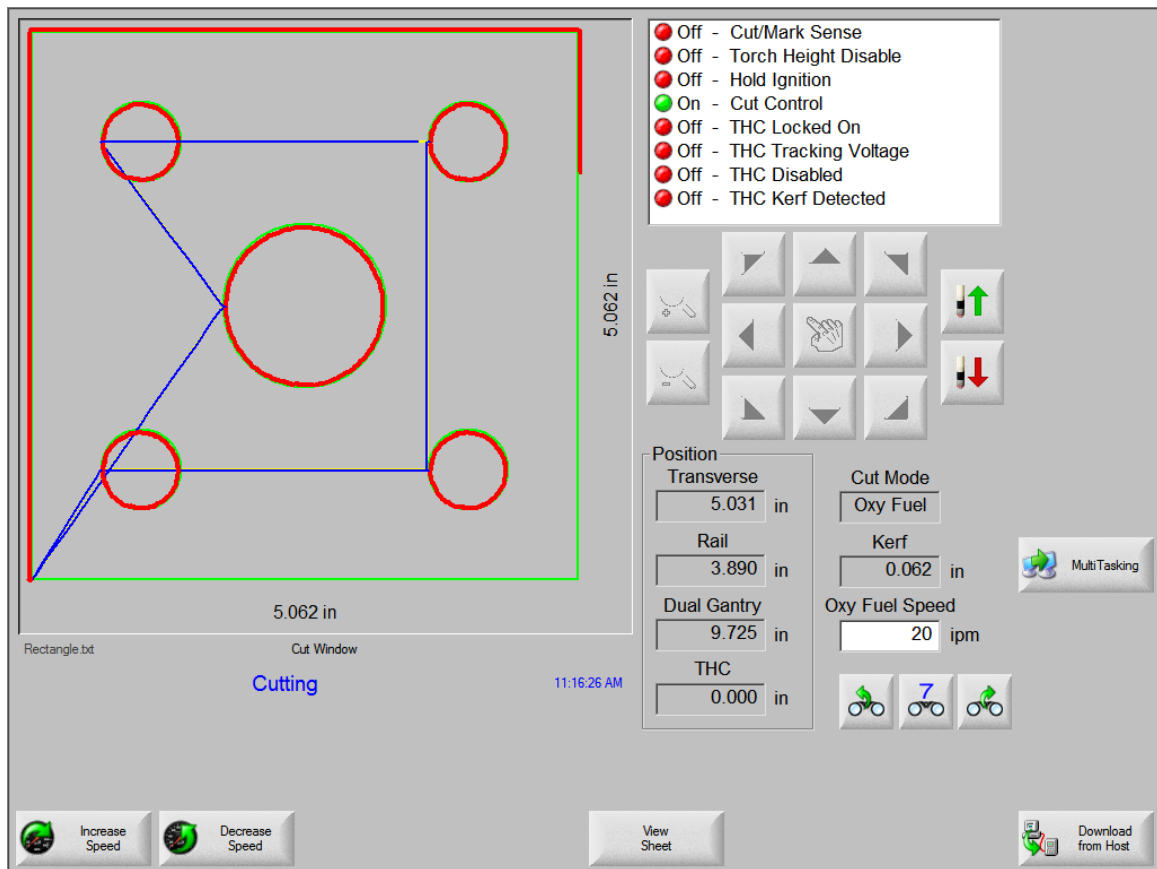 Off - Cut/Mark Sense
Off - Torch Height Disable
Off - Hold Ignition
On - Cut Control
Off - THC Locked On
Off - THC Tracking Voltage
Off - THC Disabled
Off - THC Kerf Detected
5.062 in
5.062 in
Rectangle.txt
Cut Window
Cutting
11:16:26 AM
Position
Transverse
5.031 in
Rail
3.890 in
Dual Gantry
9.725 in
THC
0.000 in
Cut Mode
Oxy Fuel
Kerf
0.062 in
Oxy Fuel Speed
20 ipm
7
MultiTasking
Increase
Speed
Decrease
Speed
View
Sheet
Download
from Host